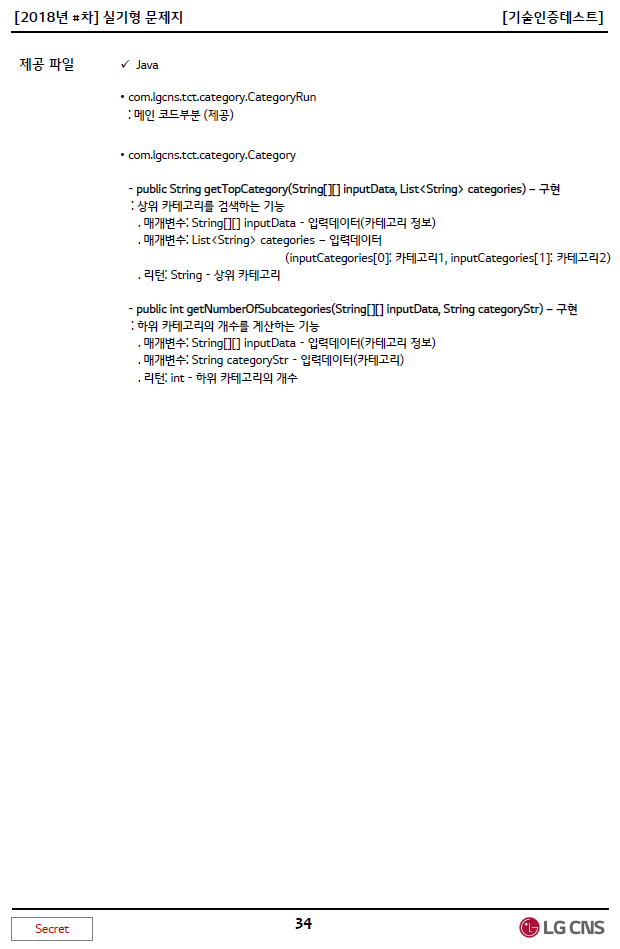 [2018년 #차] 실기형 문제지 [기술인증테스트]
제공 파일 ✓ Java
• com.lgcns.tct.category.CategoryRun
: 메인 코드부분 (제공)
• com.lgcns.tct.category.Category
- public String getTopCategory(String[][] inputData, List<String> categories) – 구현
: 상위 카테고리를 검색하는 기능
. 매개변수: String[][] inputData - 입력데이터(카테고리 정보)
. 매개변수: List<String> categories – 입력데이터
(inputCategories[0]: 카테고리1, inputCategories[1]: 카테고리2)
. 리턴: String - 상위 카테고리
- public int getNumberOfSubcategories(String[][] inputData, String categoryStr) – 구현
: 하위 카테고리의 개수를 계산하는 기능
. 매개변수: String[][] inputData - 입력데이터(카테고리 정보)
. 매개변수: String categoryStr - 입력데이터(카테고리)
. 리턴: int - 하위 카테고리의 개수
Secret 34 LG CNS